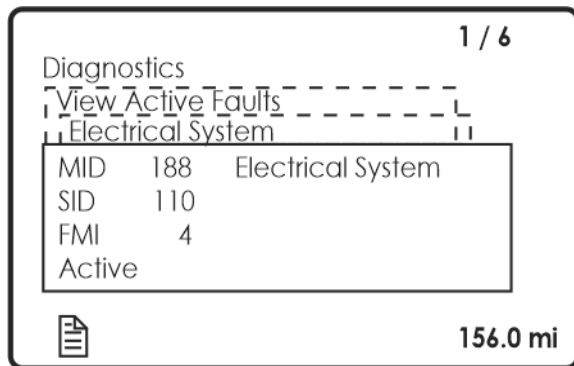 1 / 6
Diagnostics
View Active Faults
Electrical System
MID 188 Electrical System
SID 110
FMI 4
Active
156.0 mi